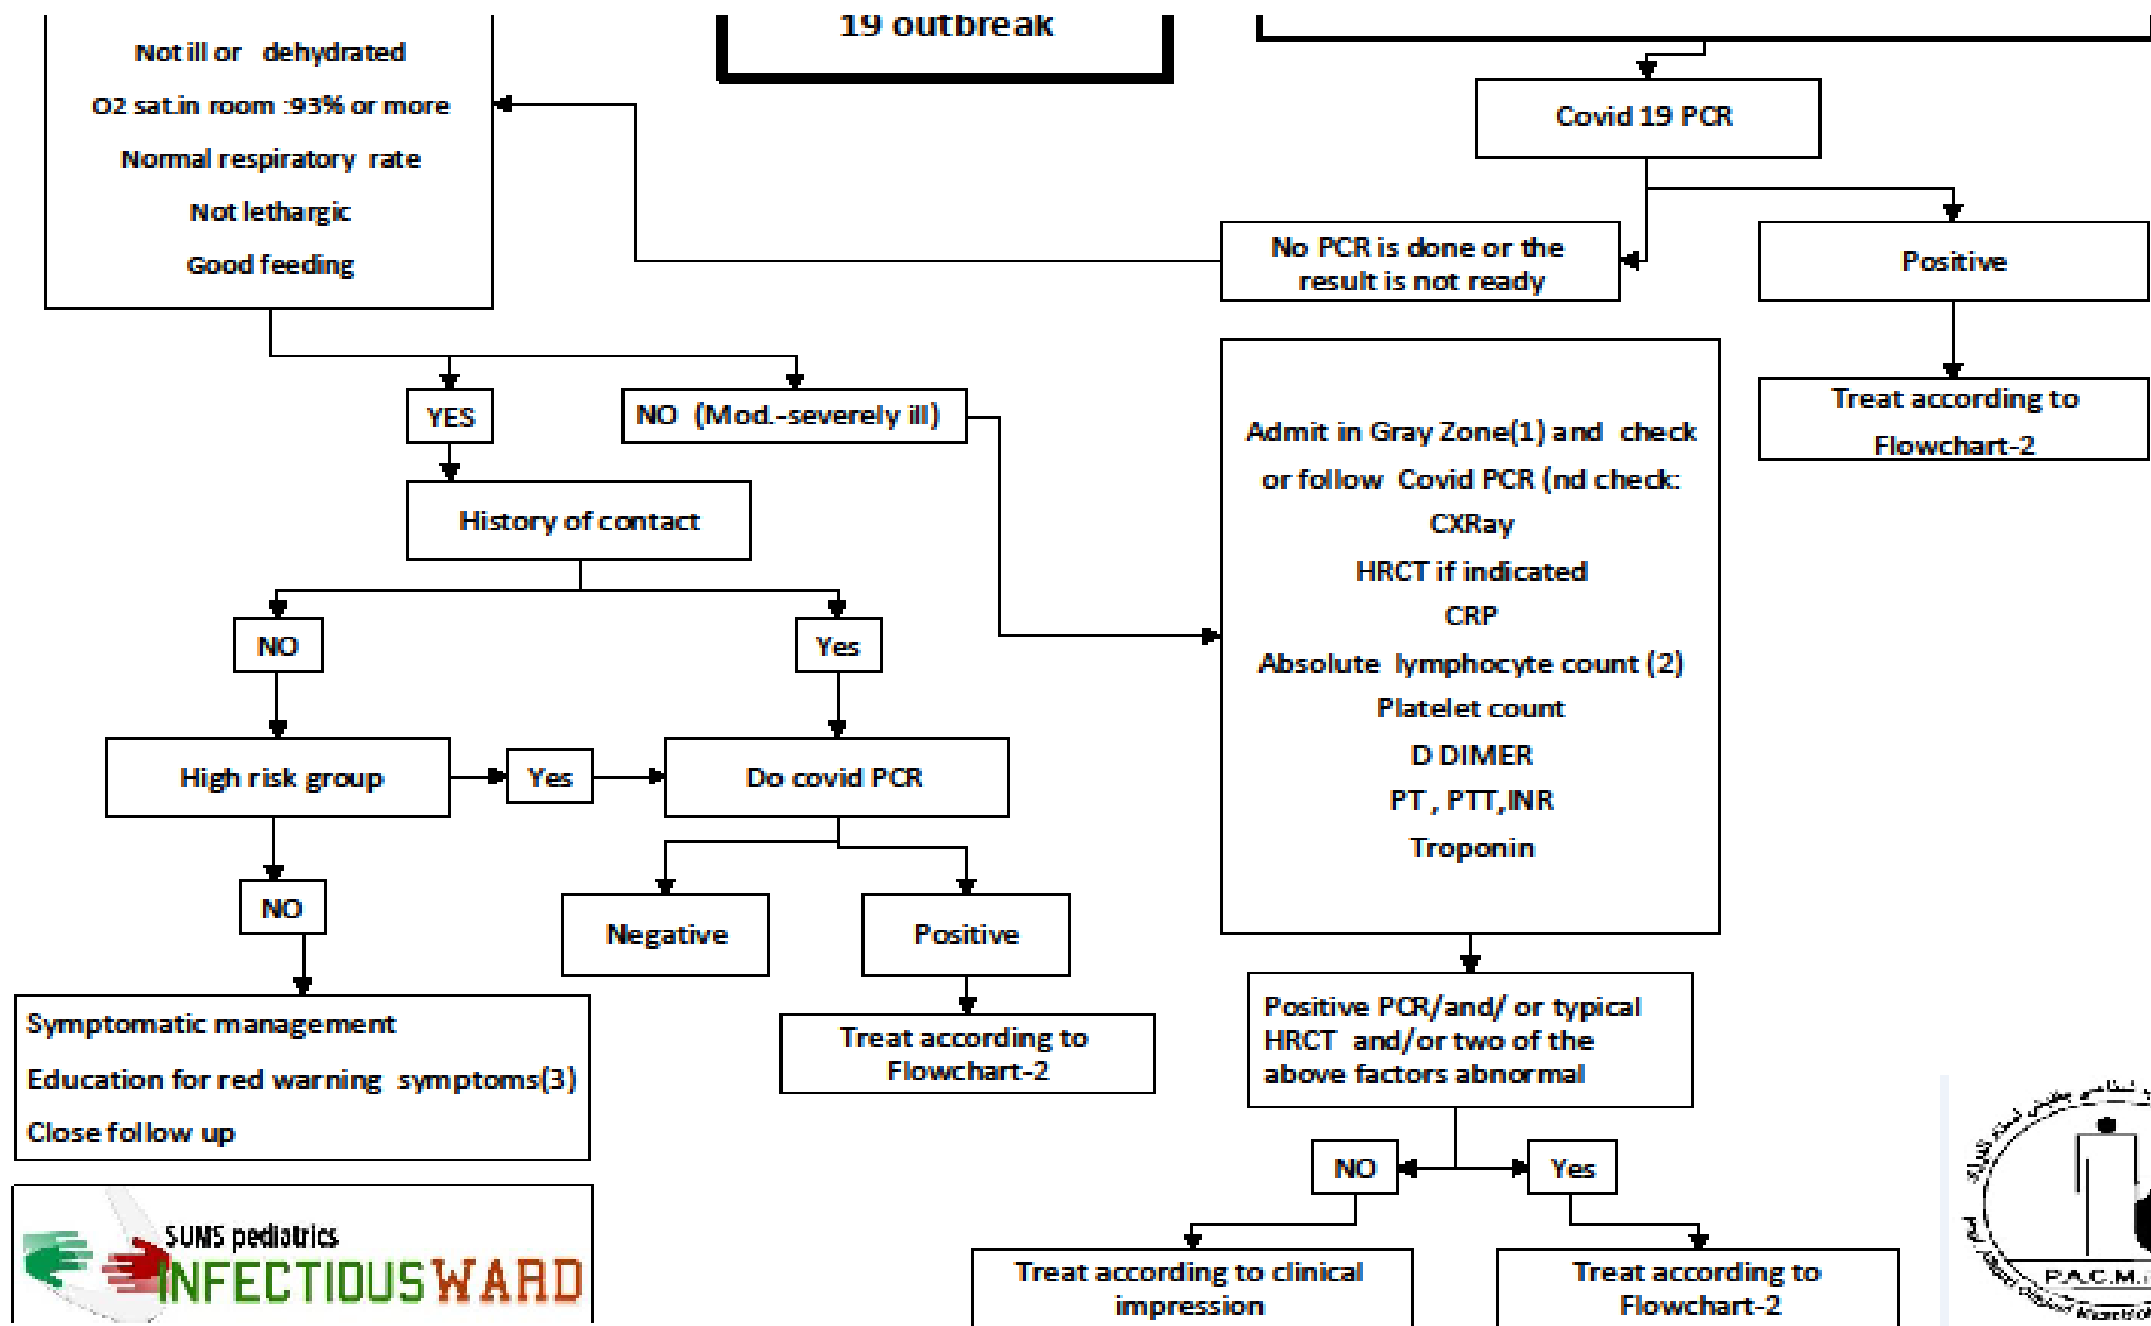 19 outbreak
Not ill or dehydrated
O2 sat.in room :93% or more
Normal respiratory rate
Not lethargic
Good feeding
Covid 19 PCR
No PCR is done or the
result is not ready
Positive
Treat according to
Flowchart-2
YES
NO (Mod.-severely ill)
History of contact
NO
Yes
High risk group
Yes
Do covid PCR
NO
Negative
Positive
Treat according to
Flowchart-2
Symptomatic management
Education for red warning symptoms(3)
Close follow up
Admit in Gray Zone(1) and check
or follow Covid PCR (nd check:
CXRay
HRCT if indicated
CRP
Absolute lymphocyte count (2)
Platelet count
D DIMER
PT , PTT,INR
Troponin
Positive PCR/and/ or typical
HRCT and/or two of the
above factors abnormal
NO
Yes
Treat according to clinical
impression
Treat according to
Flowchart-2
SUMS pediatrics
INFECTIOUS WARD
P.A.C.M.